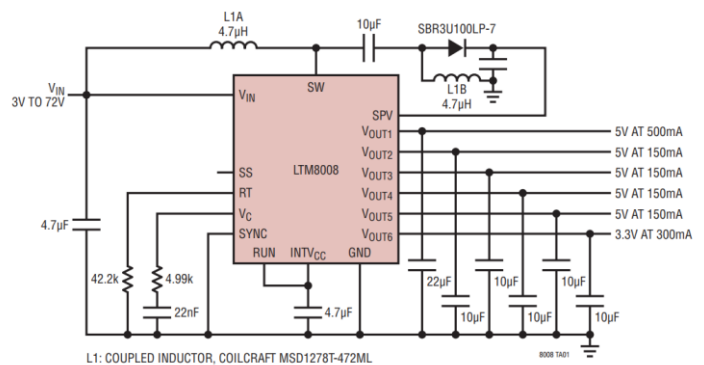 L1A
4.7µH
10µF
SBR3U100LP-7
L1B
4.7µH
VIN
3V TO 72V
SW
VIN
SPV
VOUT1
5V AT 500mA
VOUT2
5V AT 150mA
SS
LTM8008
VOUT3
5V AT 150mA
RT
VOUT4
5V AT 150mA
VC
VOUT5
5V AT 150mA
4.7µF
SYNC
VOUT6
3.3V AT 300mA
RUN
INTVCC
GND
42.2k
4.99k
22µF
10µF
10µF
22nF
4.7µF
10µF
10µF
10µF
L1: COUPLED INDUCTOR, COILCRAFT MSD1278T-472ML
8008 TA01